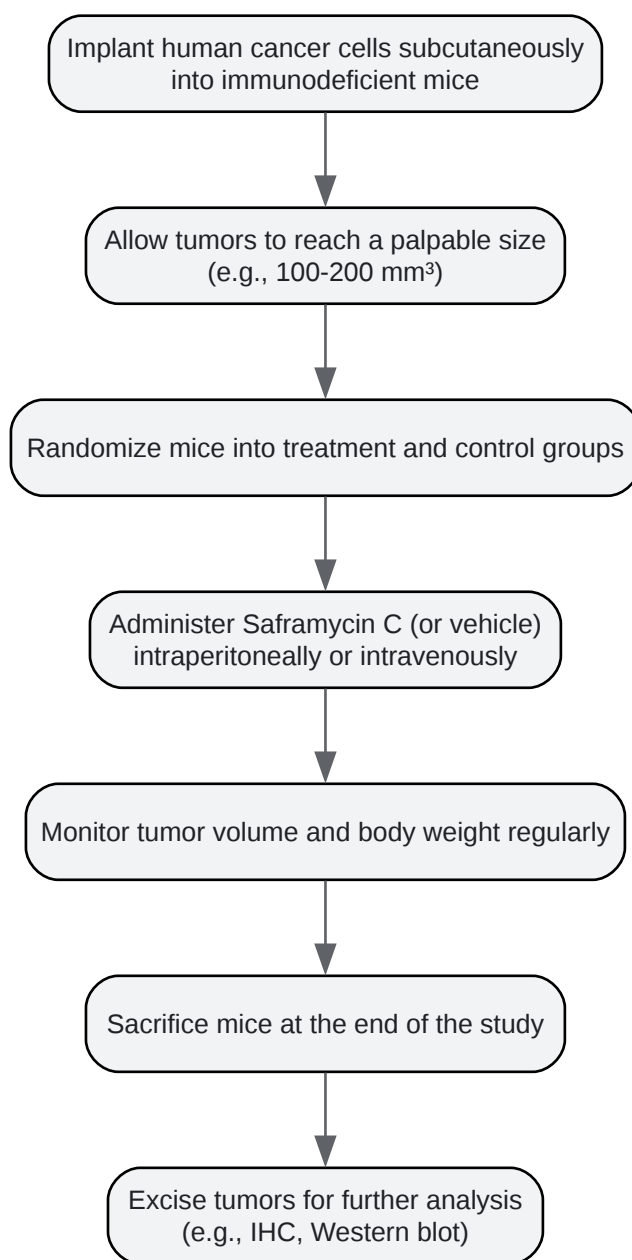 Implant human cancer cells subcutaneously
into immunodeficient mice
Allow tumors to reach a palpable size
(e.g., 100-200 mm³)
Randomize mice into treatment and control groups
Administer Saframycin C (or vehicle)
intraperitoneally or intravenously
Monitor tumor volume and body weight regularly
Sacrifice mice at the end of the study
Excise tumors for further analysis
(e.g., IHC, Western blot)